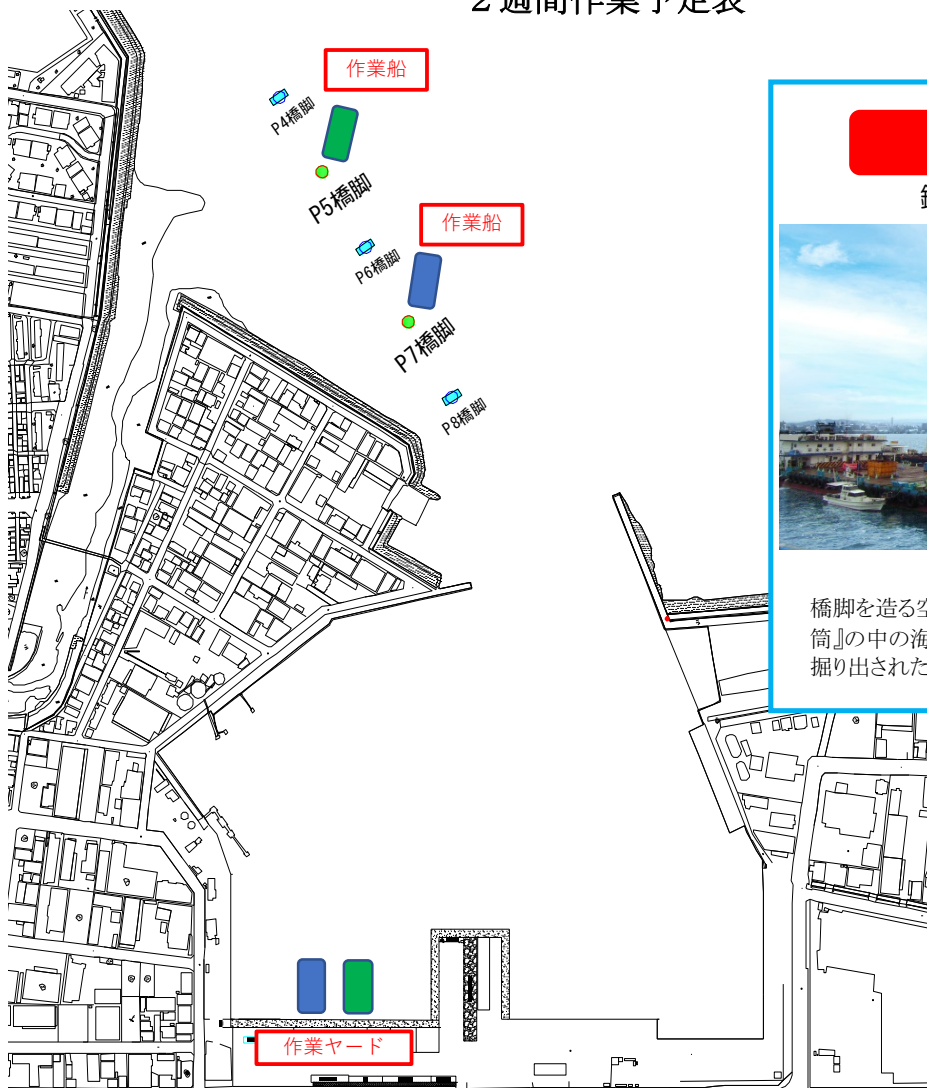 2週間作業予定表
作業船
P4橋脚
P5橋脚
作業船
P6橋脚
P7橋脚
P8橋脚
橋脚を造る空
筒』の中の海
掘り出された
作業ヤード